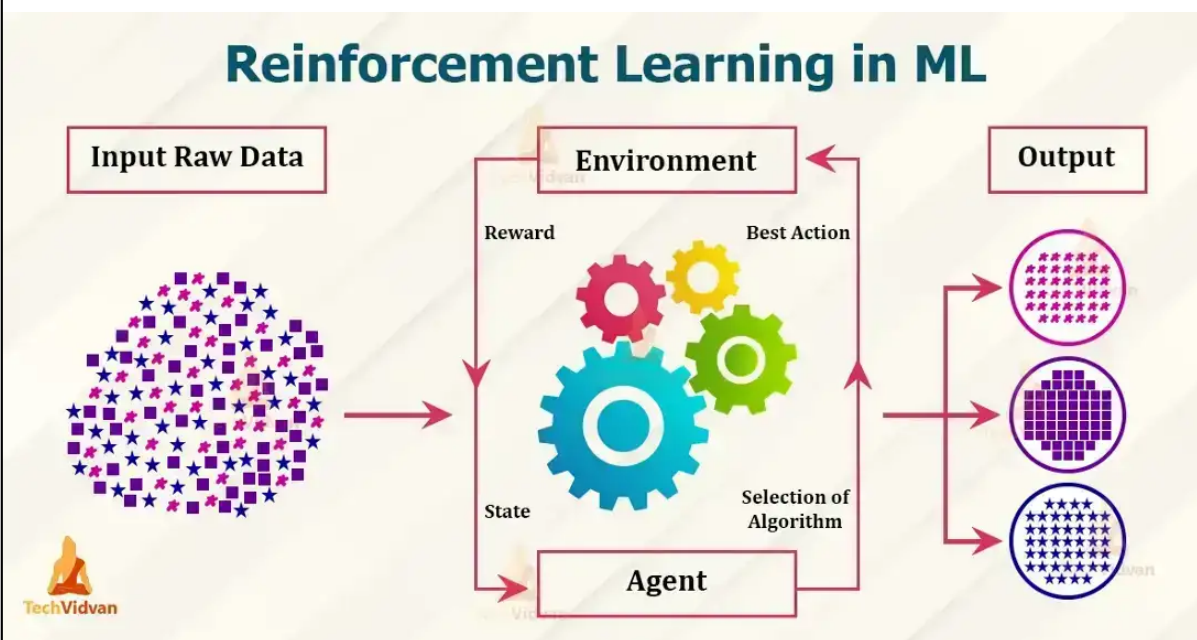 Reinforcement Learning in ML
Input Raw Data
Environment
Output
Reward
Best Action
State
Selection of
Algorithm
Agent
TechVidvan